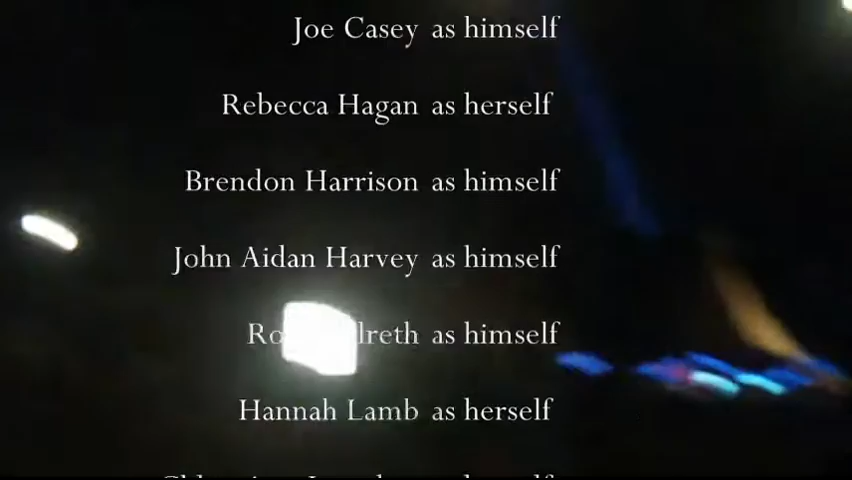 Joe Casey as himself
Rebecca Hagan as herself
Brendon Harrison as himself
John Aidan Harvey as himself
as himself
Hannah Lamb as herself